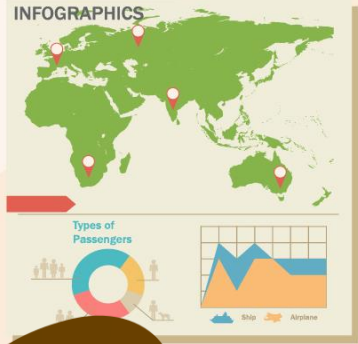 INFOGRAPHICS
Types of
Passengers
Ship
Airplane